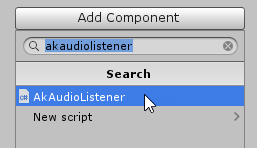 Add Component
akaudiolistener
Search
AkAudioListener
New script